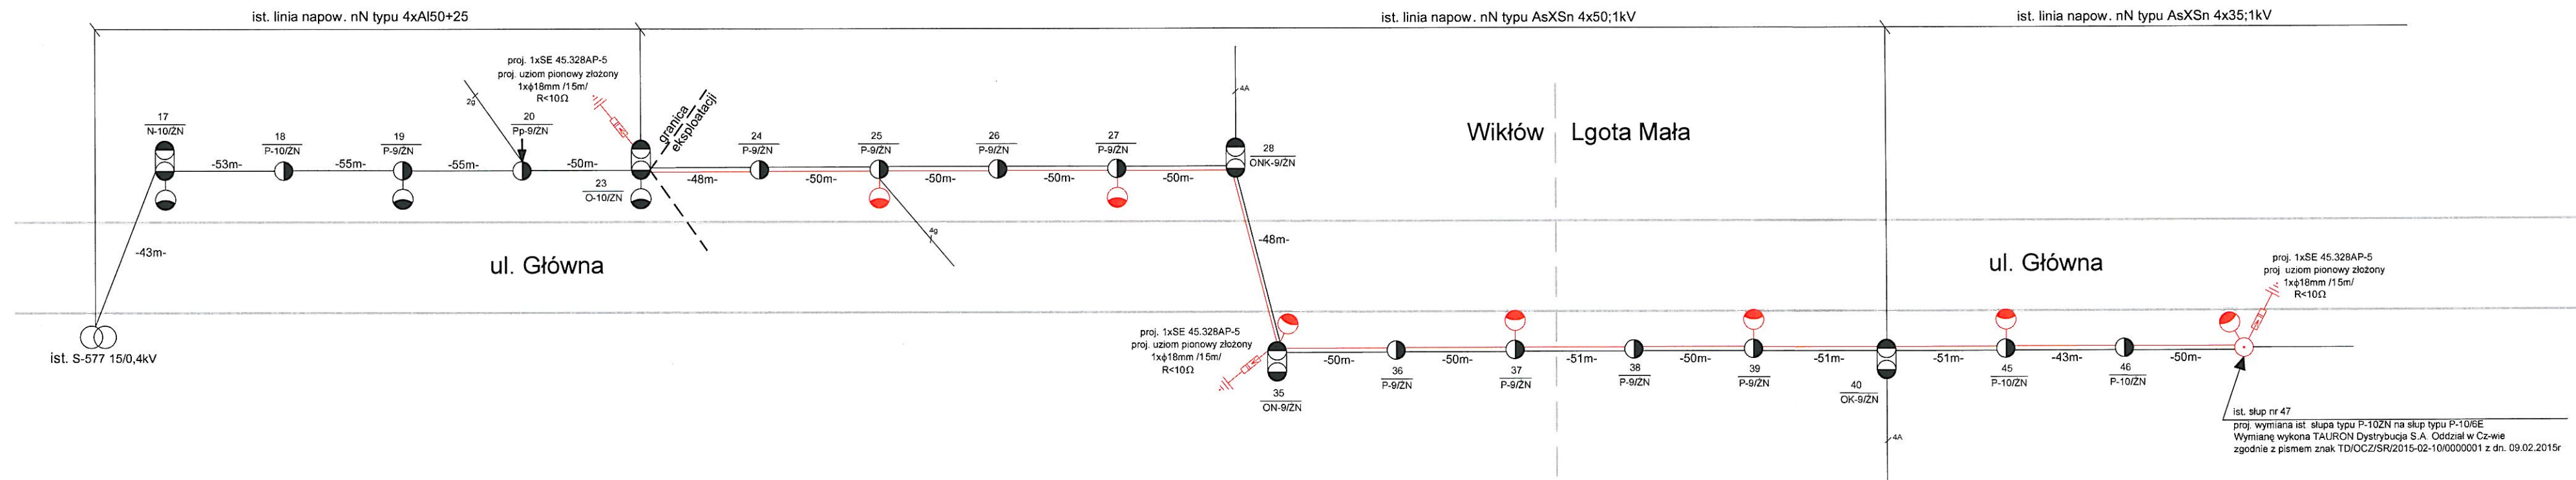 ist. linia napow. nN typu 4xAl50+25
ist. linia napow. nN typu AsXSn 4x50;1kV
ist. linia napow. nN typu AsXSn 4x35;1kV
proj. 1xSE 45.328AP-5
proj. uziom pionowy złożony
1xϕ18mm /15m/
R<10Ω
2g
granica
eksploatacji
4A
Wikłów
Lgota Mała
17
N-10/ŻN
18
P-10/ŻN
19
P-9/ŻN
20
Pp-9/ŻN
23
O-10/ŻN
24
P-9/ŻN
25
P-9/ŻN
26
P-9/ŻN
27
P-9/ŻN
28
ONK-9/ŻN
-53m-
-55m-
-55m-
-50m-
-48m-
-50m-
-50m-
-50m-
-50m-
4g
-43m-
ul. Główna
-48m-
ul. Główna
ist. S-577 15/0,4kV
proj. 1xSE 45.328AP-5
proj. uziom pionowy złożony
1xϕ18mm /15m/
R<10Ω
proj. 1xSE 45.328AP-5
proj uziom pionowy złożony
1xϕ18mm /15m/
R<10Ω
-50m-
-50m-
-51m-
-50m-
-51m-
-51m-
-43m-
-50m-
35
ON-9/ŻN
36
P-9/ŻN
37
P-9/ŻN
38
P-9/ŻN
39
P-9/ŻN
40
OK-9/ŻN
45
P-10/ŻN
46
P-10/ŻN
4A
ist. słup nr 47
proj. wymiana ist słupa typu P-10ŻN na słup typu P-10/6E
Wymianę wykona TAURON Dystrybucja S.A. Oddział w Cz-wie
zgodnie z pismem znak TD/OCZ/SR/2015-02-10/0000001 z dn. 09.02.2015r